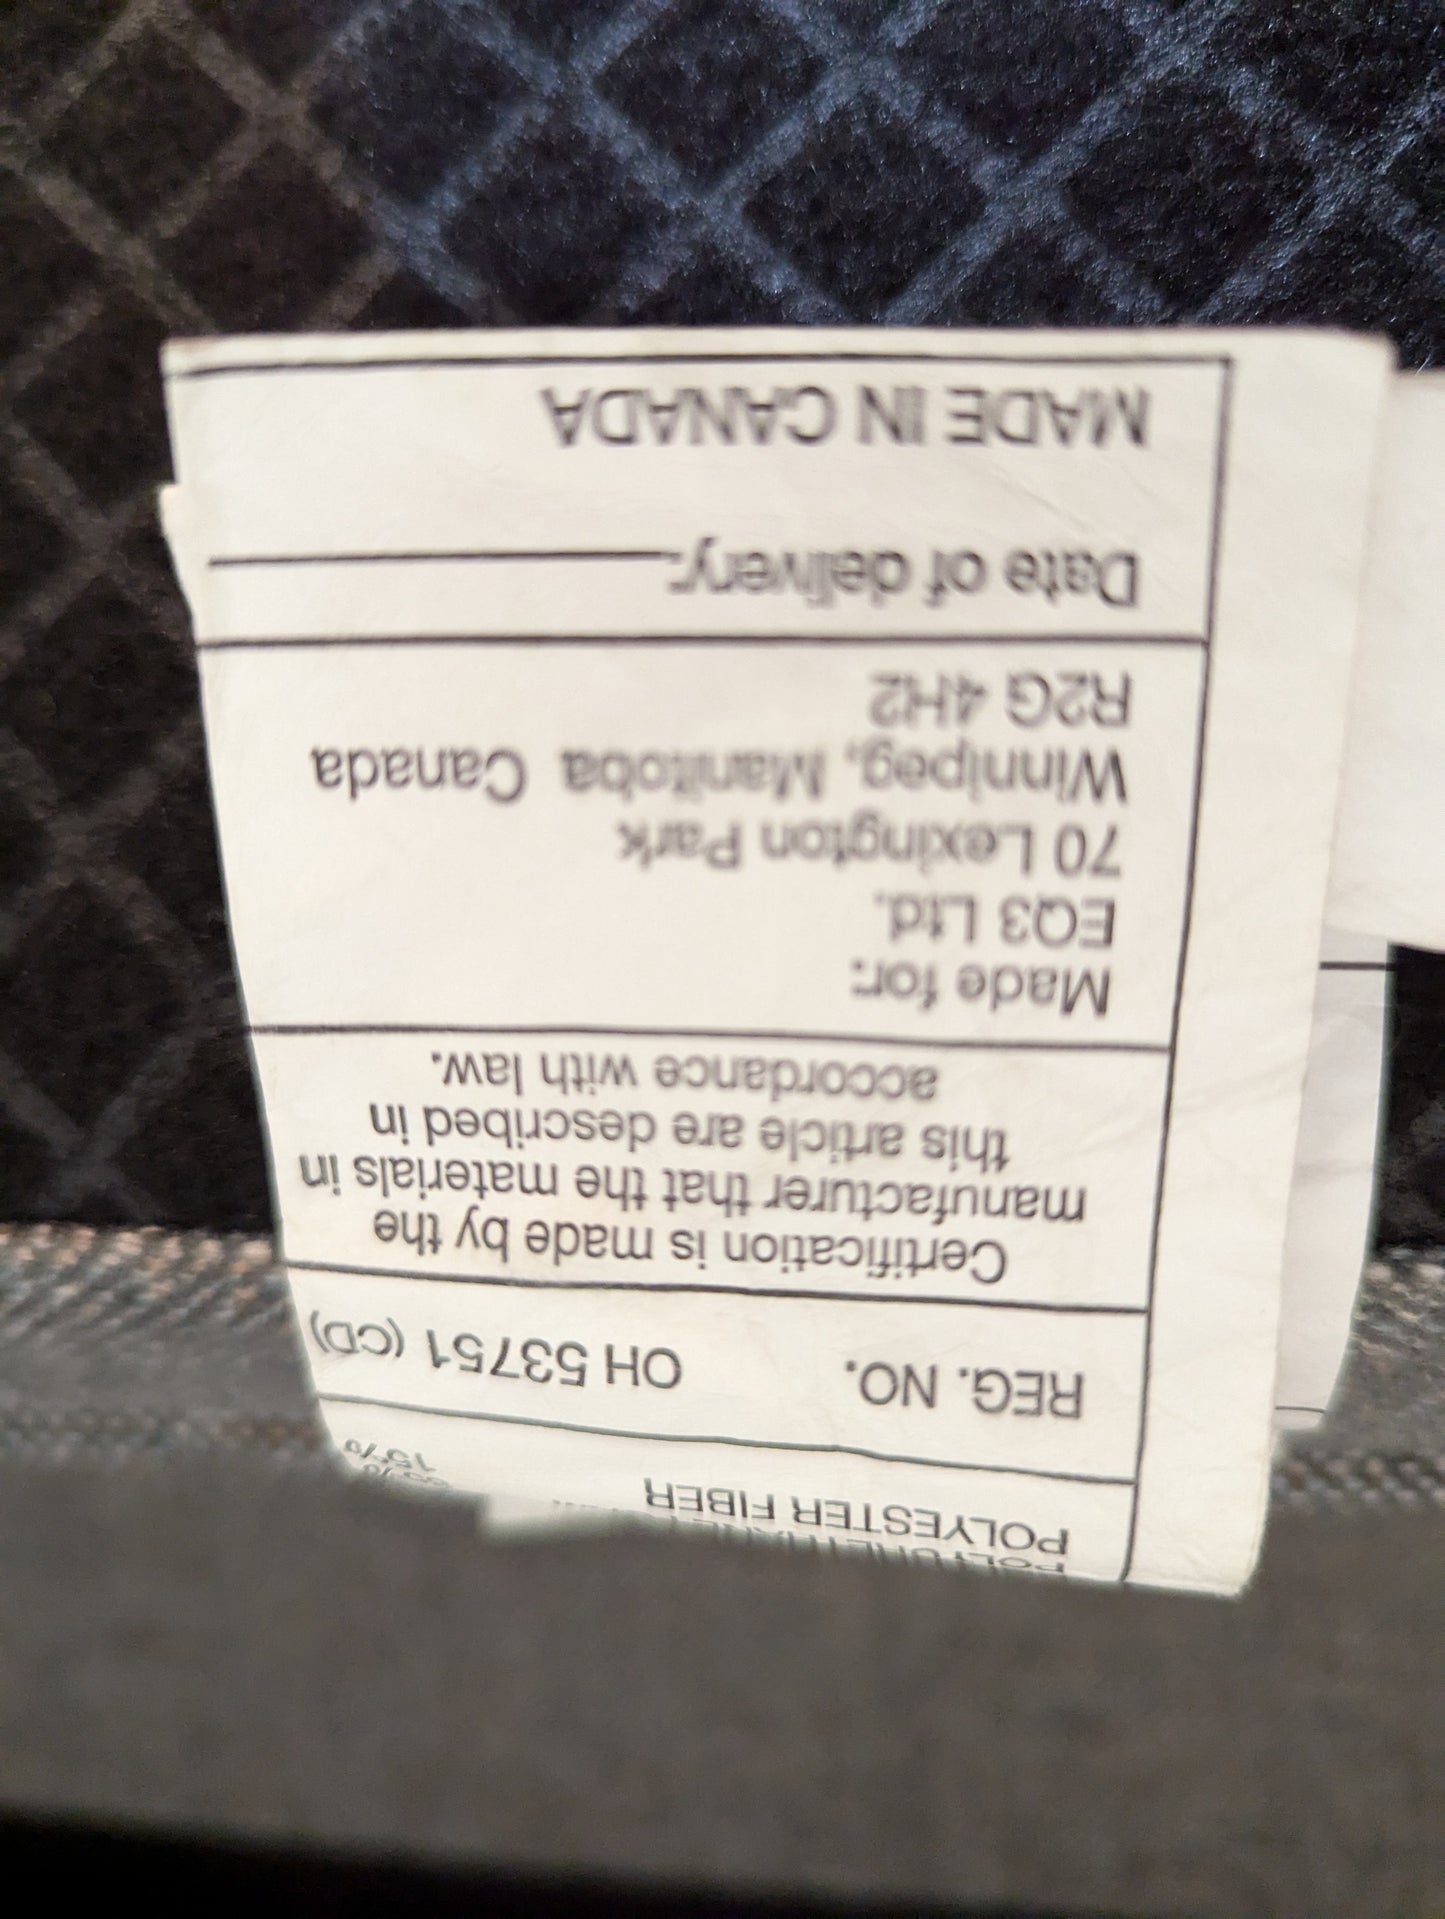 POLYURETHANE
POLYESTER FIBER 15%
REG. NO. OH 53751 (CD)
Certification is made by the
manufacturer that the materials in
this article are described in
accordance with law.
Made for:
EQ3 Ltd.
70 Lexington Park
Winnipeg, Manitoba Canada
R2G 4H2
Date of delivery:
MADE IN CANADA